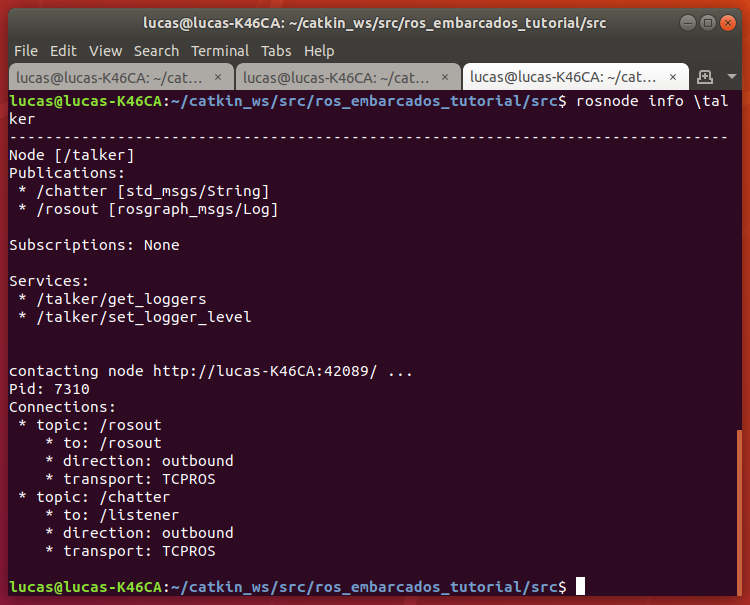 lucas@lucas-K46CA: ~/catkin_ws/src/ros_embarcados_tutorial/src
File Edit View Search Terminal Tabs Help
lucas@lucas-K46CA: ~/cat… × lucas@lucas-K46CA: ~/cat… × lucas@lucas-K46CA: ~/cat… ×
lucas@lucas-K46CA:~/catkin_ws/src/ros_embarcados_tutorial/src$ rosnode info \tal
ker
--------------------------------------------------------------------------------
Node [/talker]
Publications:
 * /chatter [std_msgs/String]
 * /rosout [rosgraph_msgs/Log]

Subscriptions: None

Services:
 * /talker/get_loggers
 * /talker/set_logger_level


contacting node http://lucas-K46CA:42089/ ...
Pid: 7310
Connections:
 * topic: /rosout
    * to: /rosout
    * direction: outbound
    * transport: TCPROS
 * topic: /chatter
    * to: /listener
    * direction: outbound
    * transport: TCPROS

lucas@lucas-K46CA:~/catkin_ws/src/ros_embarcados_tutorial/src$